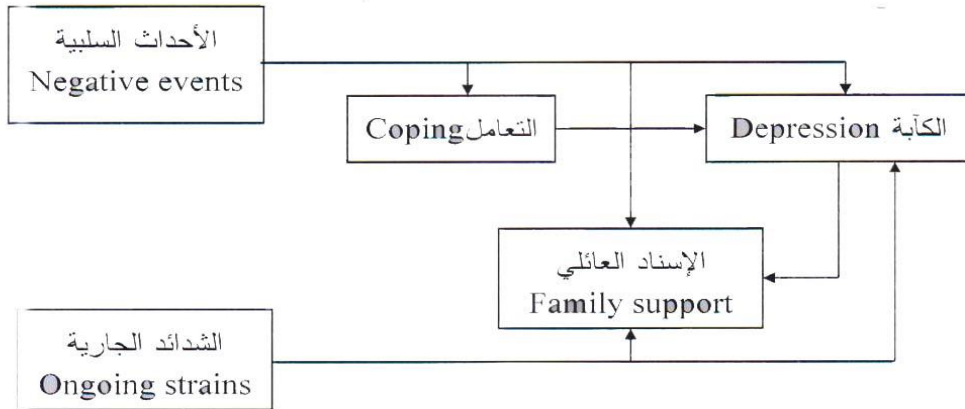 الأحداث السلبية
Negative events
التعامل Coping
الكآبة Depression
الإسناد العائلي
Family support
الشدائد الجارية
Ongoing strains